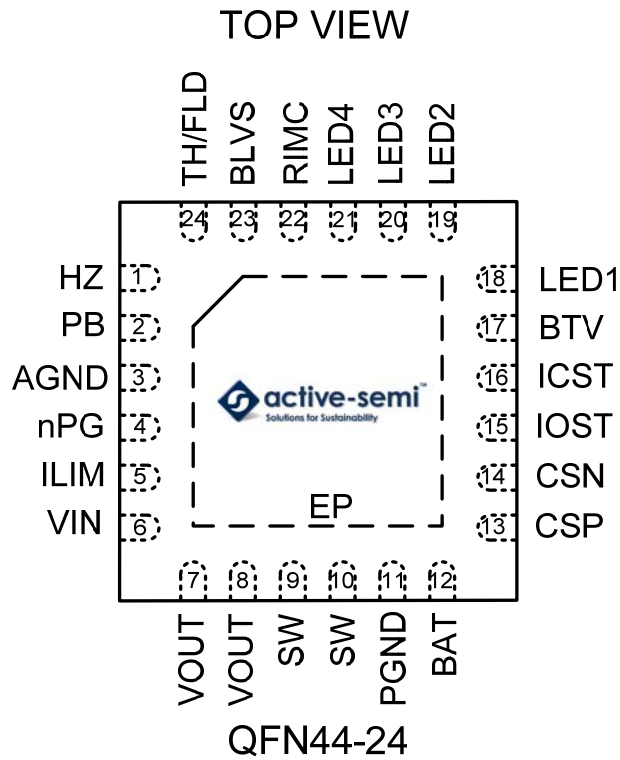 TOP VIEW
TH/FLD
BLVS
RIMC
LED4
LED3
LED2
24
23
22
21
20
19
HZ
1
18
LED1
PB
2
17
BTV
AGND
3
16
ICST
active-semi™
Solutions for Sustainability
nPG
4
15
IOST
ILIM
5
14
CSN
EP
VIN
6
13
CSP
7
8
9
10
11
12
VOUT
VOUT
SW
SW
PGND
BAT
QFN44-24